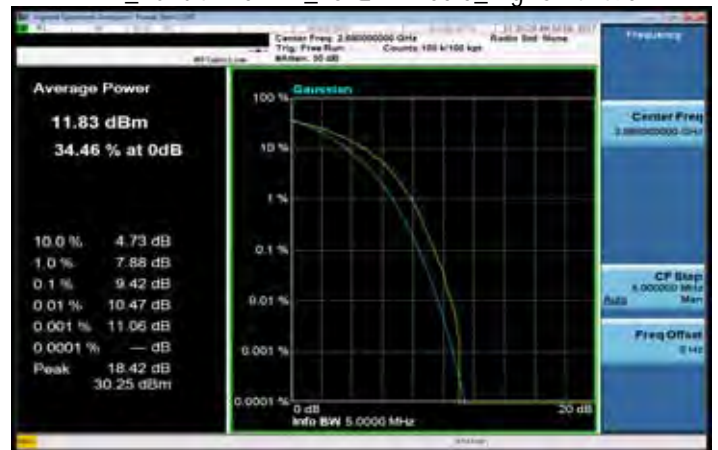 Center Freq: 2.680000000 GHz
Radio Std: None
Trig: Free Run
Counts: 100 k/100 kpt
#Atten: 30 dB
Frequency
Average Power
11.83 dBm
34.46 % at 0dB
10.0 % 4.73 dB
1.0 % 7.88 dB
0.1 % 9.42 dB
0.01 % 10.47 dB
0.001 % 11.06 dB
0.0001 % --- dB
Peak 18.42 dB
30.25 dBm
Gaussian
100 %
10 %
1 %
0.1 %
0.01 %
0.001 %
0.0001 %
0 dB
20 dB
Info BW 5.0000 MHz
Center Freq
2.680000000 GHz
CF Step
5.000000 MHz
Auto Man
Freq Offset
0 Hz